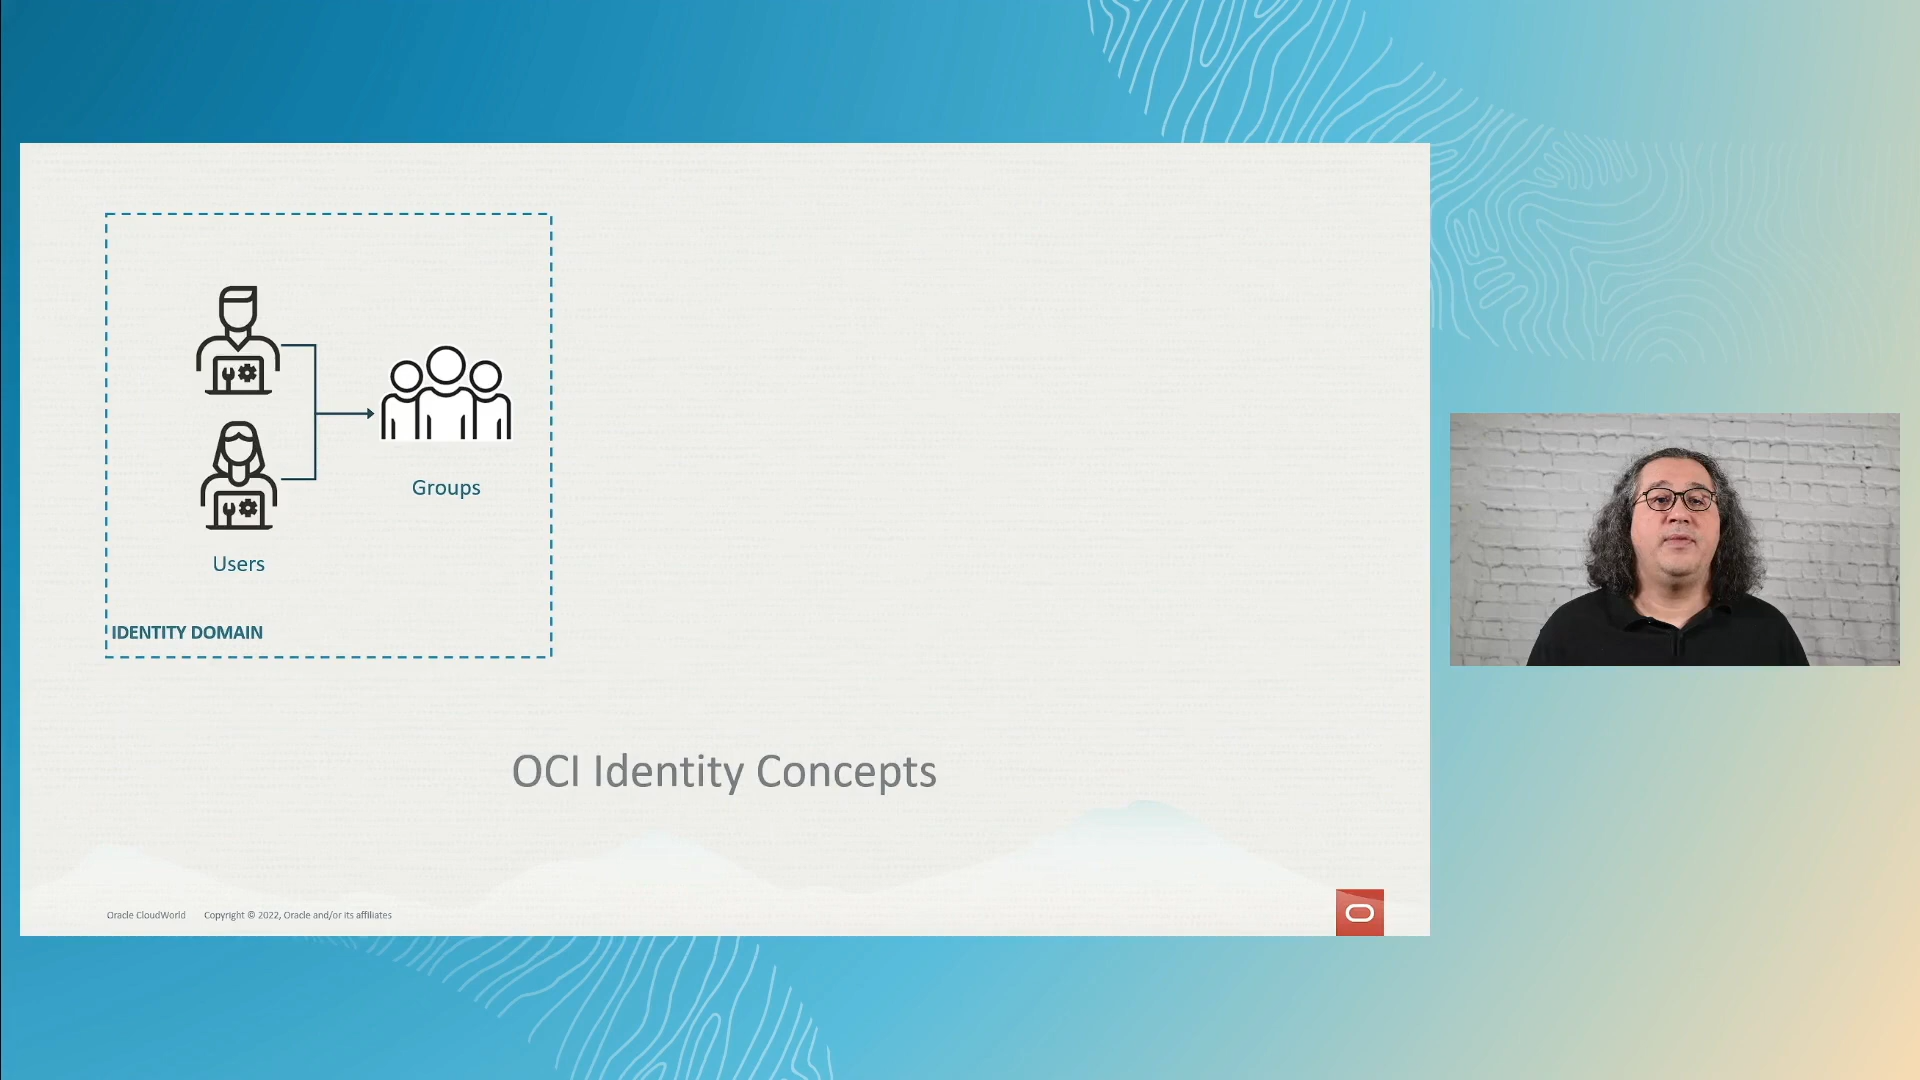 Groups
Users
IDENTITY DOMAIN
OCI Identity Concepts
Oracle CloudWorld Copyright © 2022, Oracle and/or its affiliates